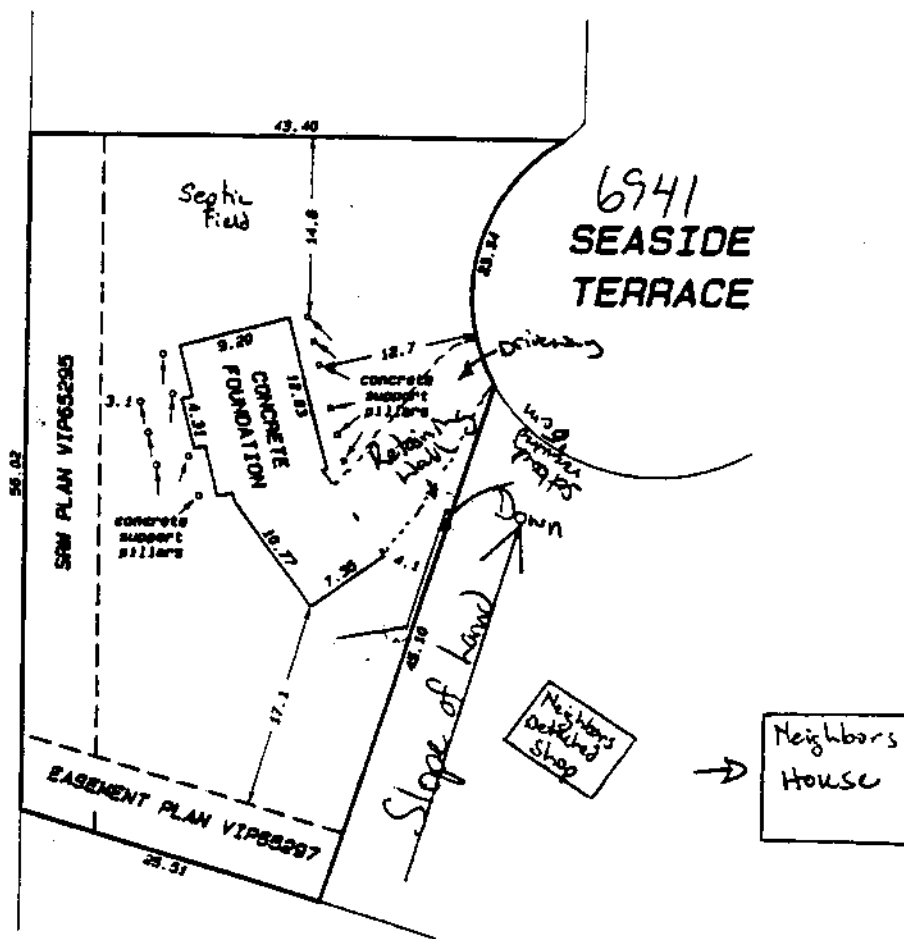 43.40
Septic
Field
14.6
6941
SEASIDE
TERRACE
23.34
9.20
12.7
Driveway
CONCRETE
FOUNDATION
12.83
concrete
support
pillars
3.1
4.31
Retaining
Wall
SRW PLAN VIP65295
56.02
Down
concrete
support
pillars
10.77
7.30
4.1
45.10
Slope of Land
17.1
Neighbors
Detached
Shop
Neighbors
House
EASEMENT PLAN VIP65297
25.51